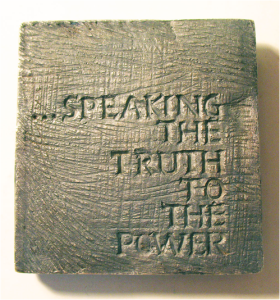 ...SPEAKING
THE
TRUTH
TO
THE
POWER